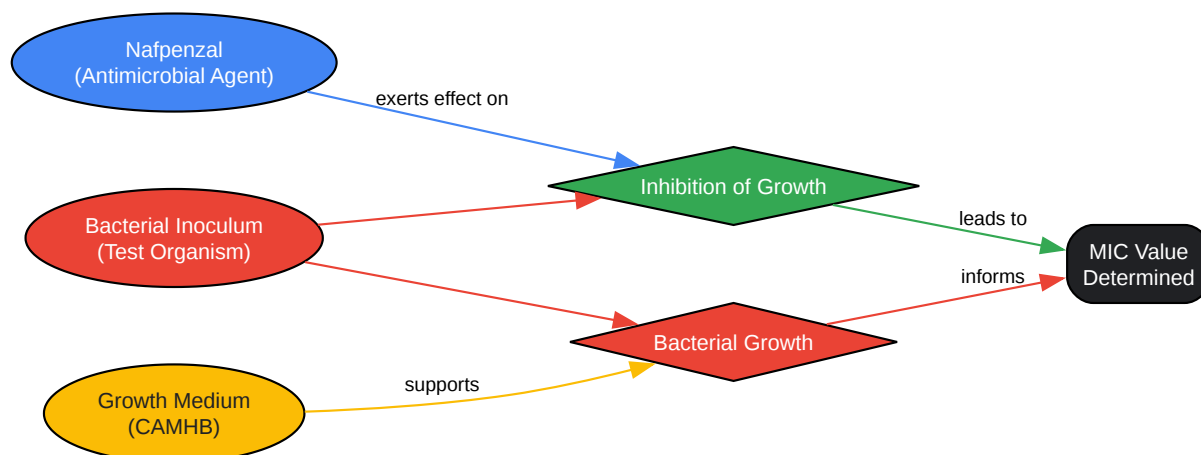 Nafpenzal
(Antimicrobial Agent)
exerts effect on
Inhibition of Growth
Bacterial Inoculum
(Test Organism)
leads to
MIC Value
Determined
informs
Bacterial Growth
supports
Growth Medium
(CAMHB)